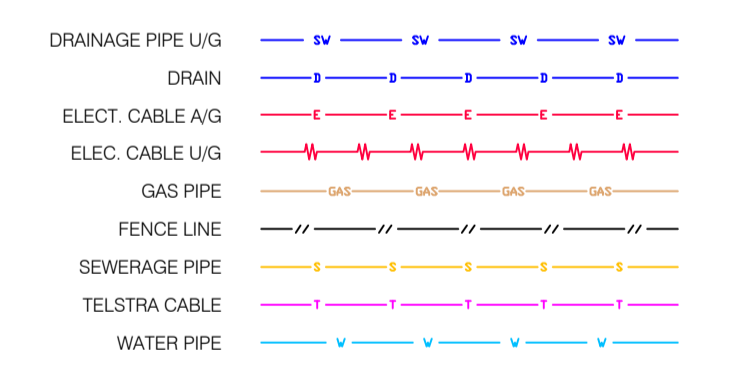 DRAINAGE PIPE U/G SW SW SW SW
DRAIN D D D D D
ELECT. CABLE A/G E E E E E
ELEC. CABLE U/G
GAS PIPE GAS GAS GAS GAS
FENCE LINE // // // // //
SEWERAGE PIPE S S S S S
TELSTRA CABLE T T T T T
WATER PIPE W W W W